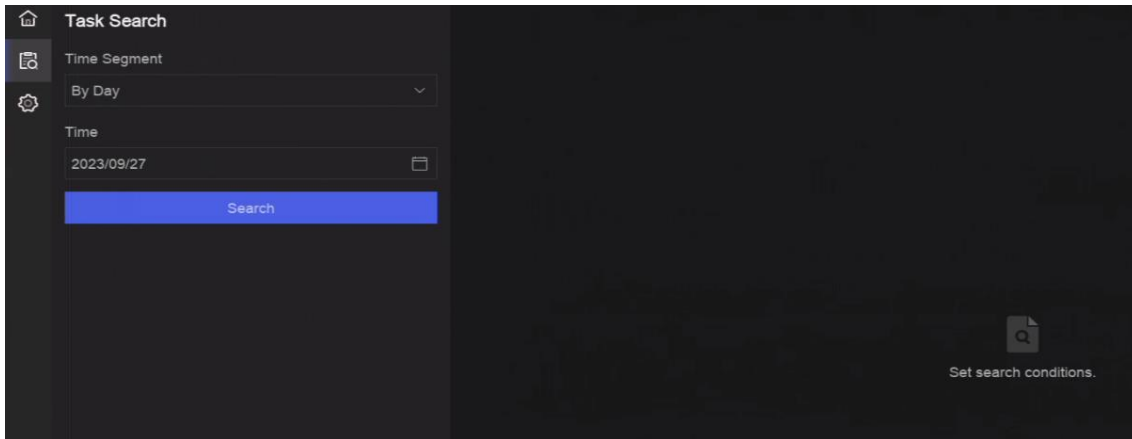 Task Search
Time Segment
By Day
Time
2023/09/27
Search
Set search conditions.